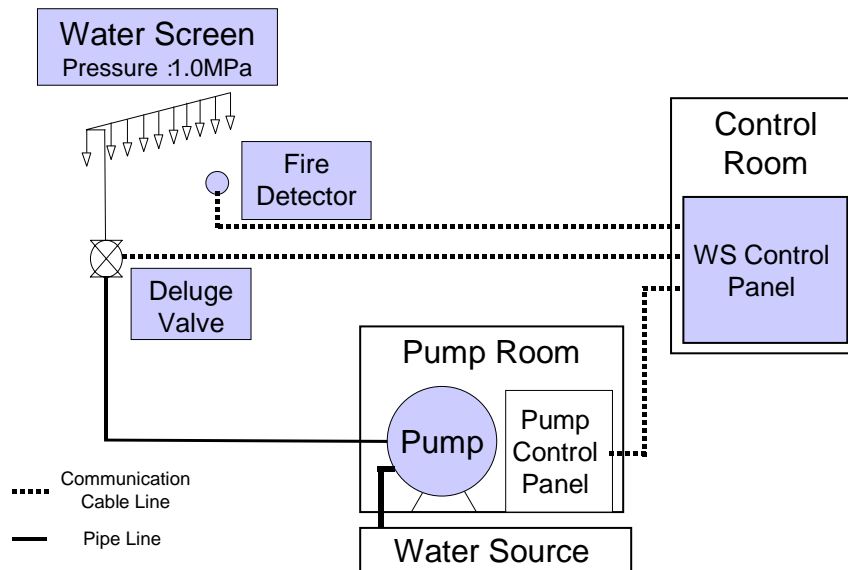 Water Screen
Pressure :1.0MPa
Fire
Detector
Control
Room
WS Control
Panel
Deluge
Valve
Pump Room
Pump
Pump
Control
Panel
Communication
Cable Line
Pipe Line
Water Source